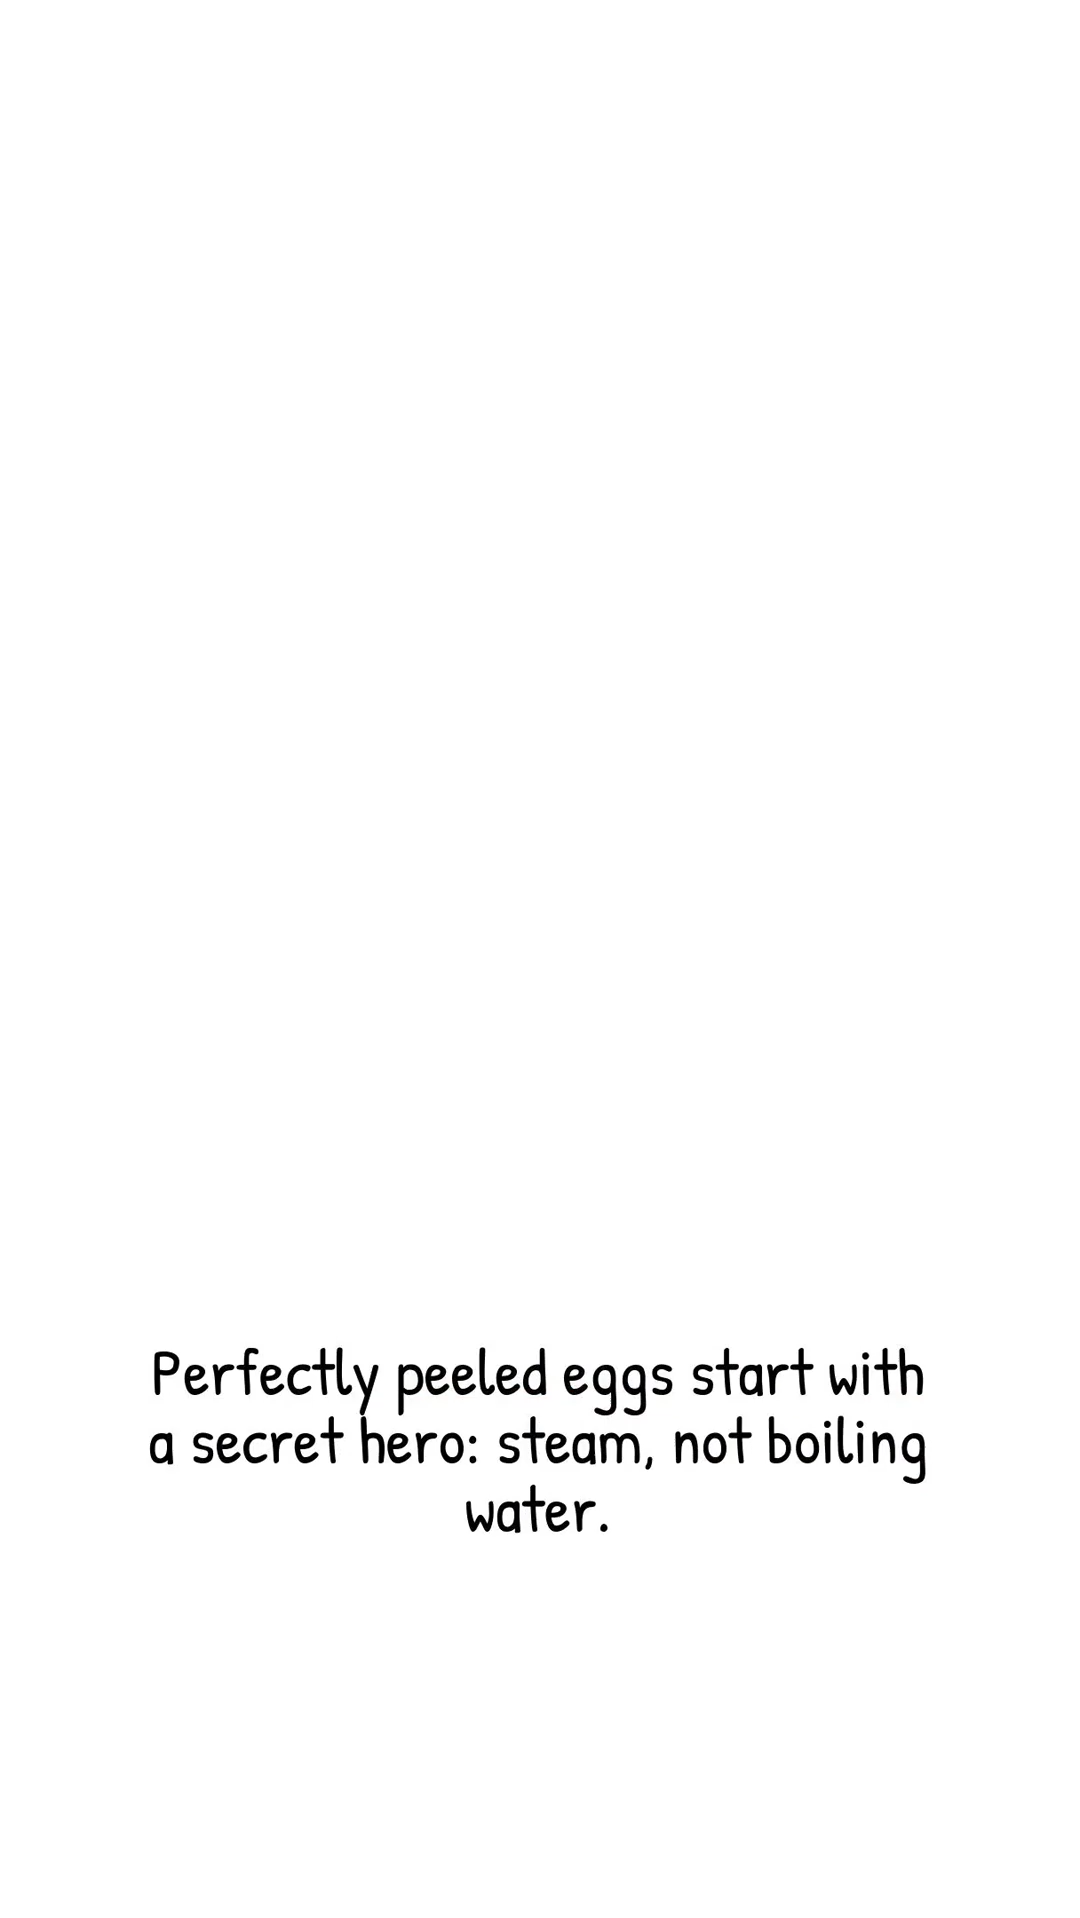 Perfectly peeled eggs start with
a secret hero: steam, not boiling
water.